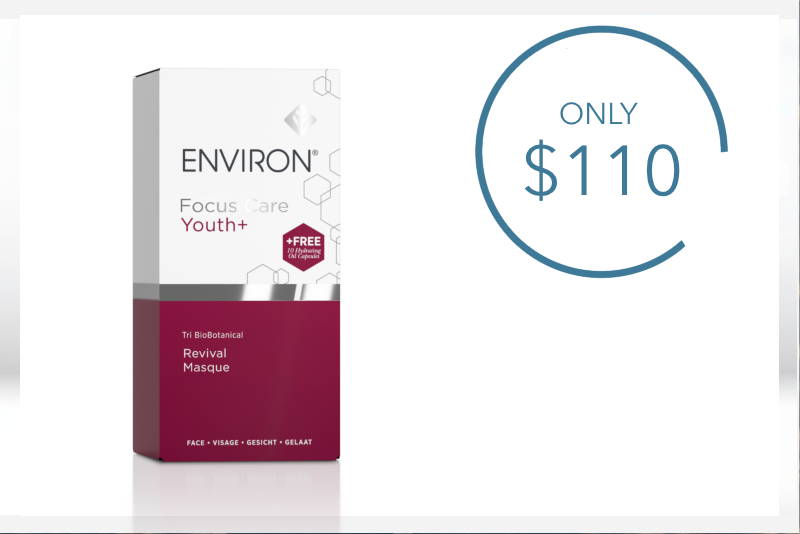 ENVIRON®
Focus Care
Youth+
+FREE
10 Hydrating
Oil Capsules
Tri BioBotanical
Revival
Masque
FACE • VISAGE • GESICHT • GELAAT
ONLY
$110